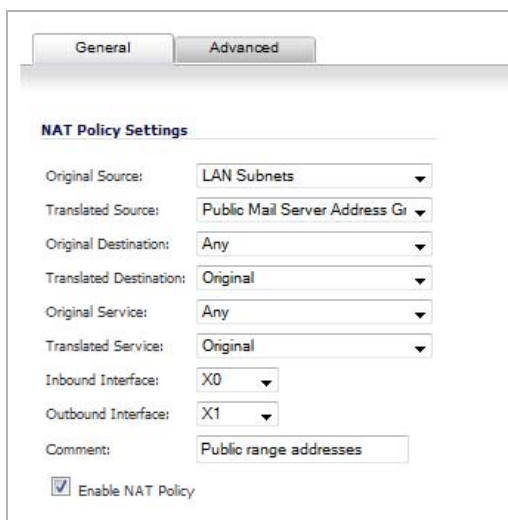 General Advanced
NAT Policy Settings
Original Source: LAN Subnets
Translated Source: Public Mail Server Address Gr
Original Destination: Any
Translated Destination: Original
Original Service: Any
Translated Service: Original
Inbound Interface: X0
Outbound Interface: X1
Comment: Public range addresses
Enable NAT Policy